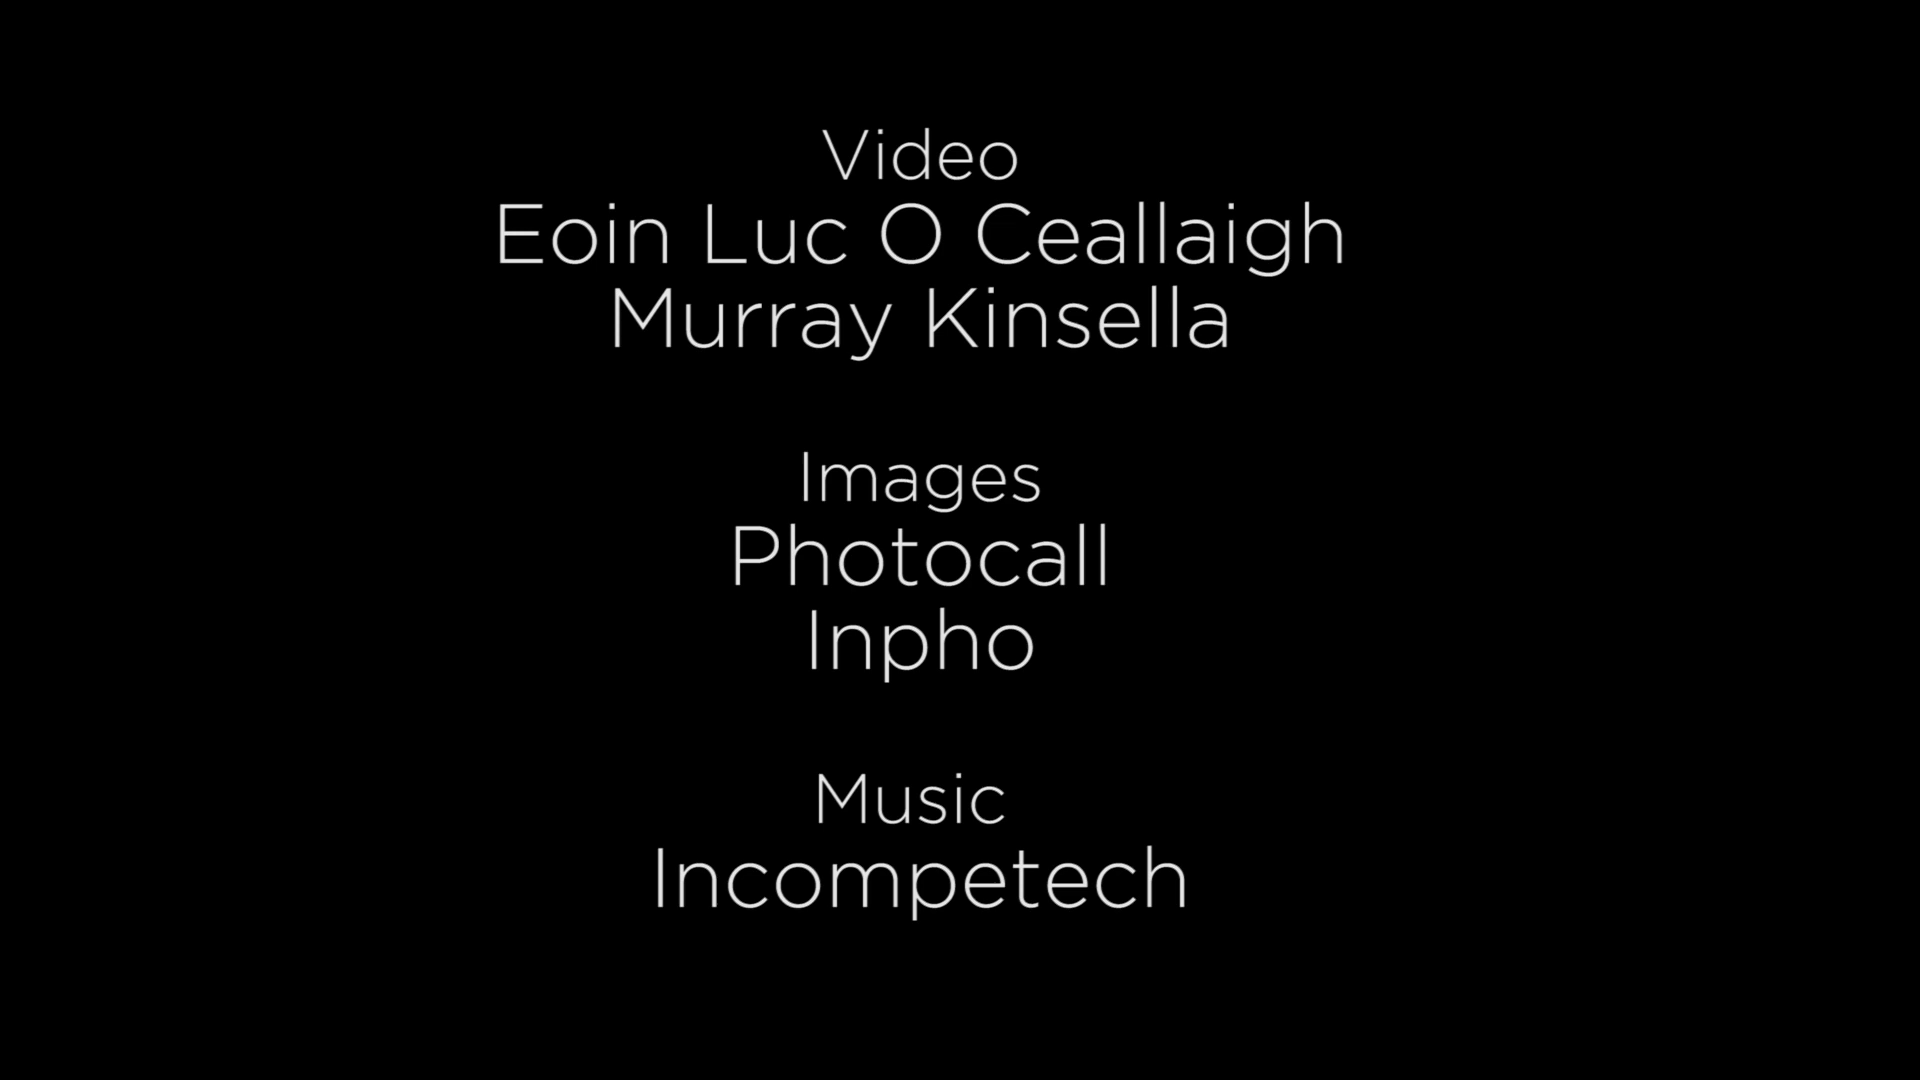 Video
Eoin Luc O Ceallaigh
Murray Kinsella
Images
Photocall
Inpho
Music
Incompetech